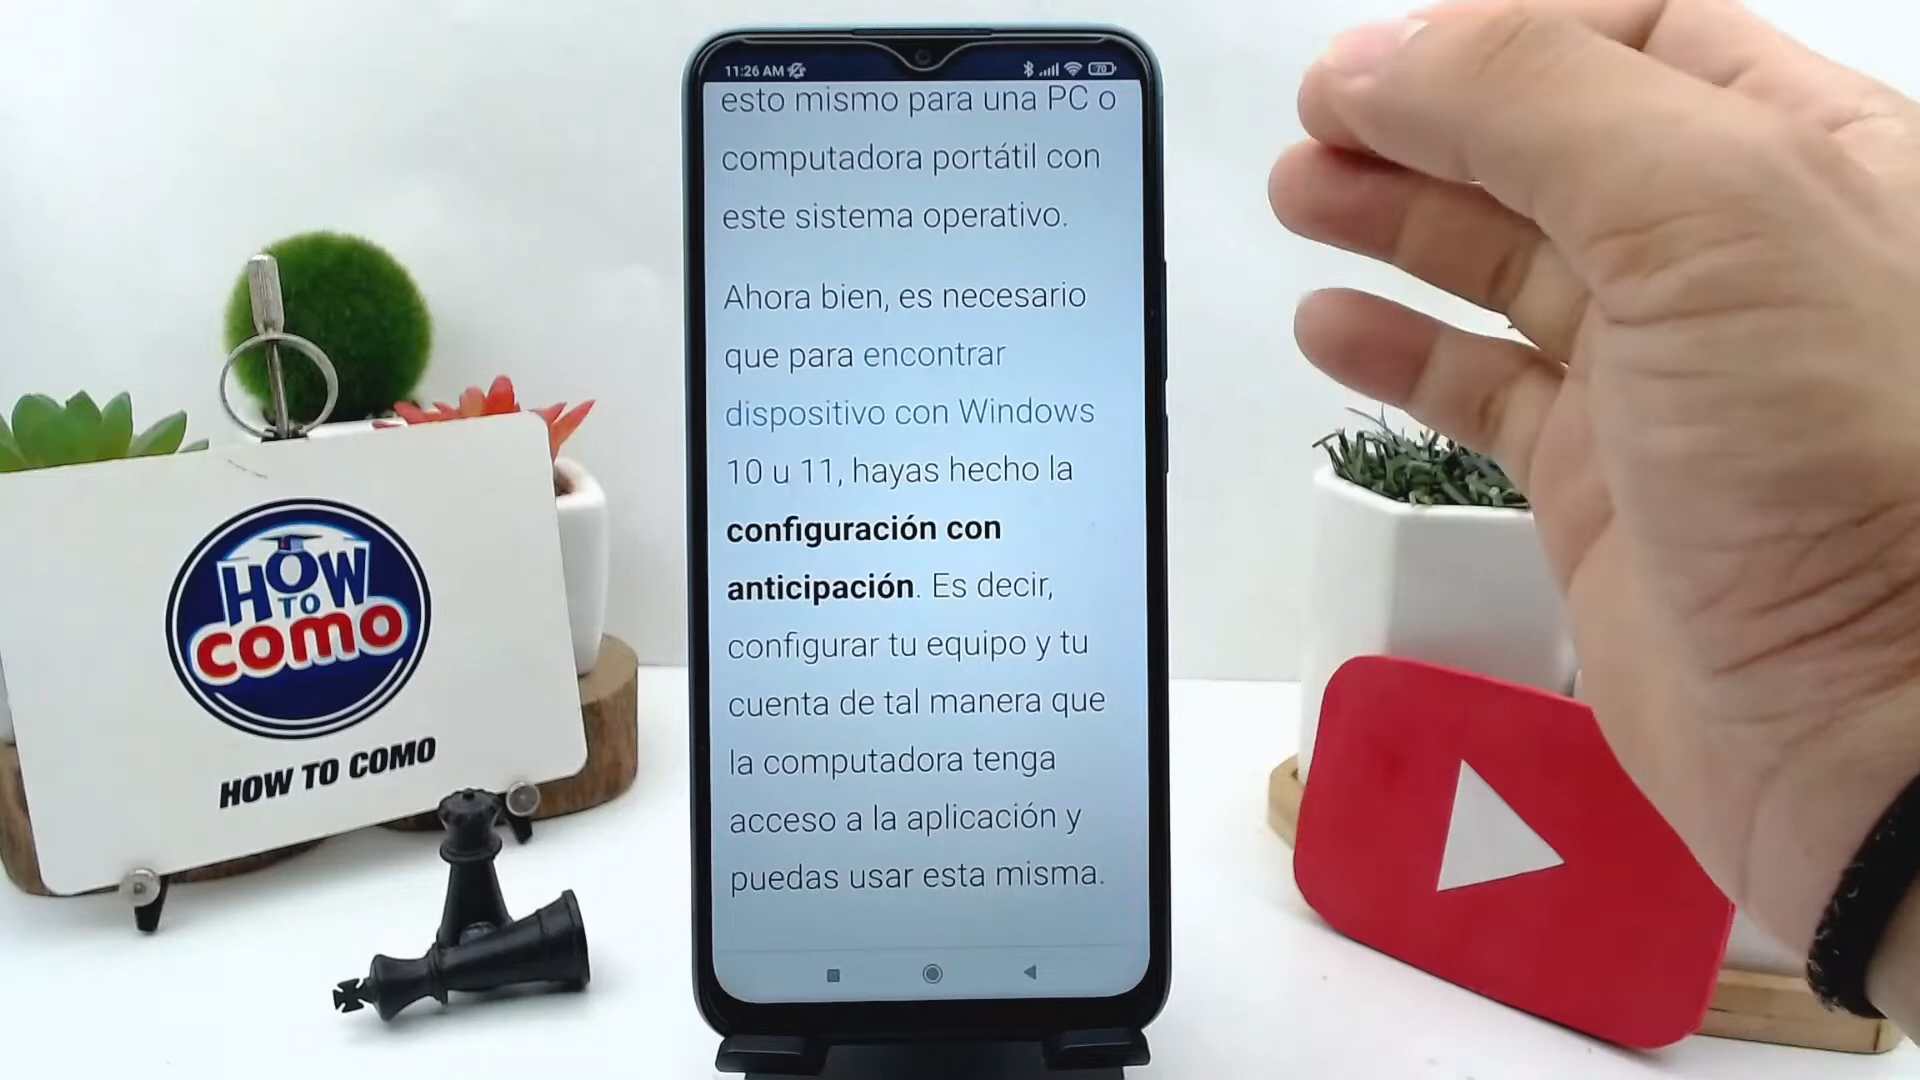 11:26 AM
70
esto mismo para una PC o
computadora portátil con
este sistema operativo.
Ahora bien, es necesario
que para encontrar
dispositivo con Windows
10 u 11, hayas hecho la
configuración con
anticipación. Es decir,
configurar tu equipo y tu
cuenta de tal manera que
la computadora tenga
acceso a la aplicación y
puedas usar esta misma.
HOW
TO
como
HOW TO COMO